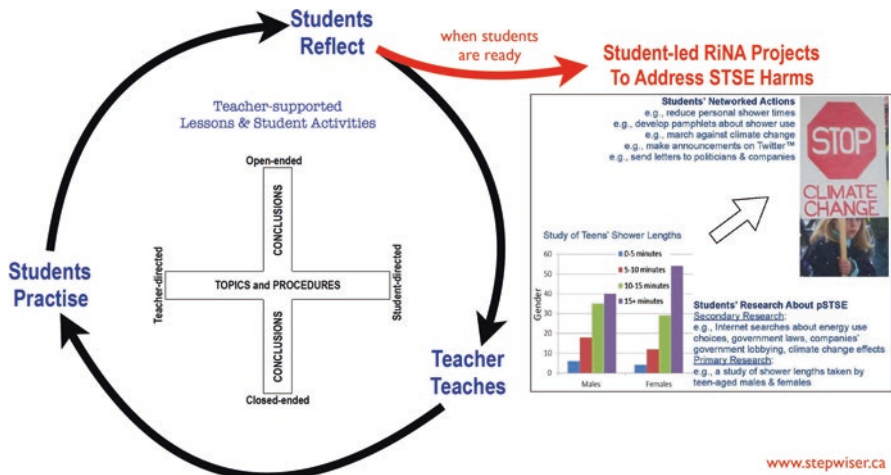 Students
Reflect
when students
are ready
Student-led RiNA Projects
To Address STSE Harms
Teacher-supported
Lessons & Student Activities
Open-ended
CONCLUSIONS
Teacher-directed
TOPICS and PROCEDURES
Student-directed
CONCLUSIONS
Closed-ended
Students
Practise
Teacher
Teaches
Students' Networked Actions
e.g., reduce personal shower times
e.g., develop pamphlets about shower use
e.g., march against climate change
e.g., make announcements on Twitter™
e.g., send letters to politicians & companies
STOP
CLIMATE
CHANGE
Study of Teens' Shower Lengths
Gender
60
50
40
30
20
10
0
0-5 minutes
5-10 minutes
10-15 minutes
15+ minutes
Males
Females
Students' Research About pSTSE
Secondary Research:
e.g., Internet searches about energy use
choices, government laws, companies'
government lobbying, climate change effects
Primary Research:
e.g., a study of shower lengths taken by
teen-aged males & females
www.stepwiser.ca